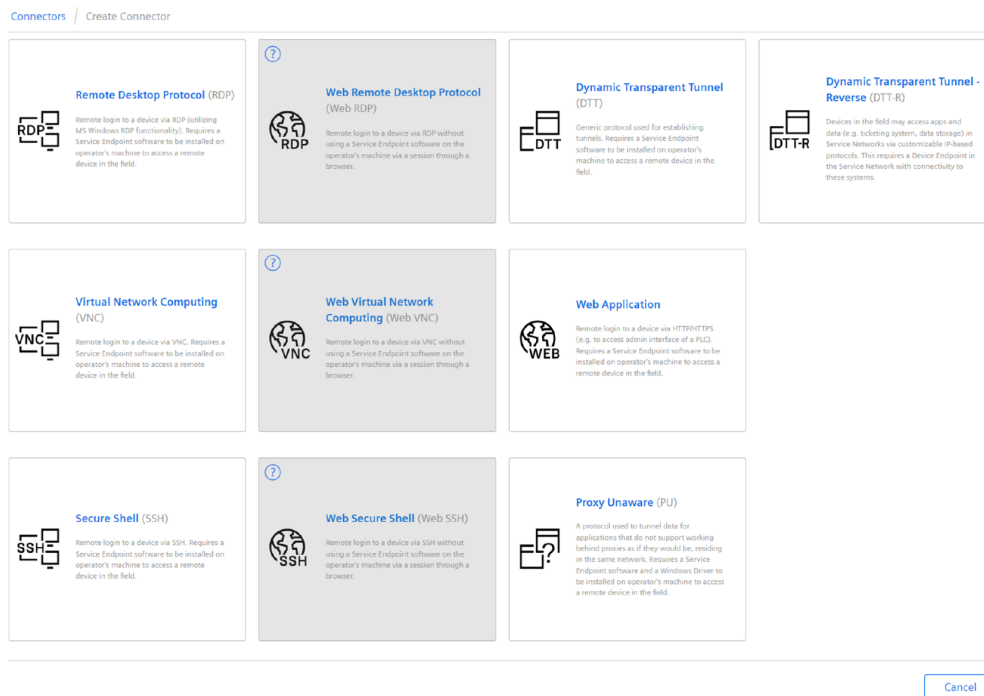 Connectors / Create Connector
RDP
Remote Desktop Protocol (RDP)
Remote login to a device via RDP (utilizing
MS Windows RDP functionality). Requires a
Service Endpoint software to be installed on
operator's machine to access a remote
device in the field.
?
RDP
Web Remote Desktop Protocol
(Web RDP)
Remote login to a device via RDP without
using a Service Endpoint software on the
operator's machine via a session through a
browser.
DTT
Dynamic Transparent Tunnel
(DTT)
Generic protocol used for establishing
tunnels. Requires a Service Endpoint
software to be installed on operator's
machine to access a remote device in the
field.
DTT-R
Dynamic Transparent Tunnel -
Reverse (DTT-R)
Devices in the field may access apps and
data (e.g. ticketing system, data storage) in
Service Networks via customizable IP-based
protocols. This requires a Device Endpoint in
the Service Network with connectivity to
these systems.
VNC
Virtual Network Computing
(VNC)
Remote login to a device via VNC. Requires a
Service Endpoint software to be installed on
operator's machine to access a remote
device in the field.
?
VNC
Web Virtual Network
Computing (Web VNC)
Remote login to a device via VNC without
using a Service Endpoint software on the
operator's machine via a session through a
browser.
WEB
Web Application
Remote login to a device via HTTP/HTTPS
(e.g. to access admin interface of a PLC).
Requires a Service Endpoint software to be
installed on operator's machine to access a
remote device in the field.
SSH
Secure Shell (SSH)
Remote login to a device via SSH. Requires a
Service Endpoint software to be installed on
operator's machine to access a remote
device in the field.
?
SSH
Web Secure Shell (Web SSH)
Remote login to a device via SSH without
using a Service Endpoint software on the
operator's machine via a session through a
browser.
?
Proxy Unaware (PU)
A protocol used to tunnel data for
applications that do not support working
behind proxies as if they would be, residing
in the same network. Requires a Service
Endpoint software and a Windows Driver to
be installed on operator's machine to access
a remote device in the field.
Cancel